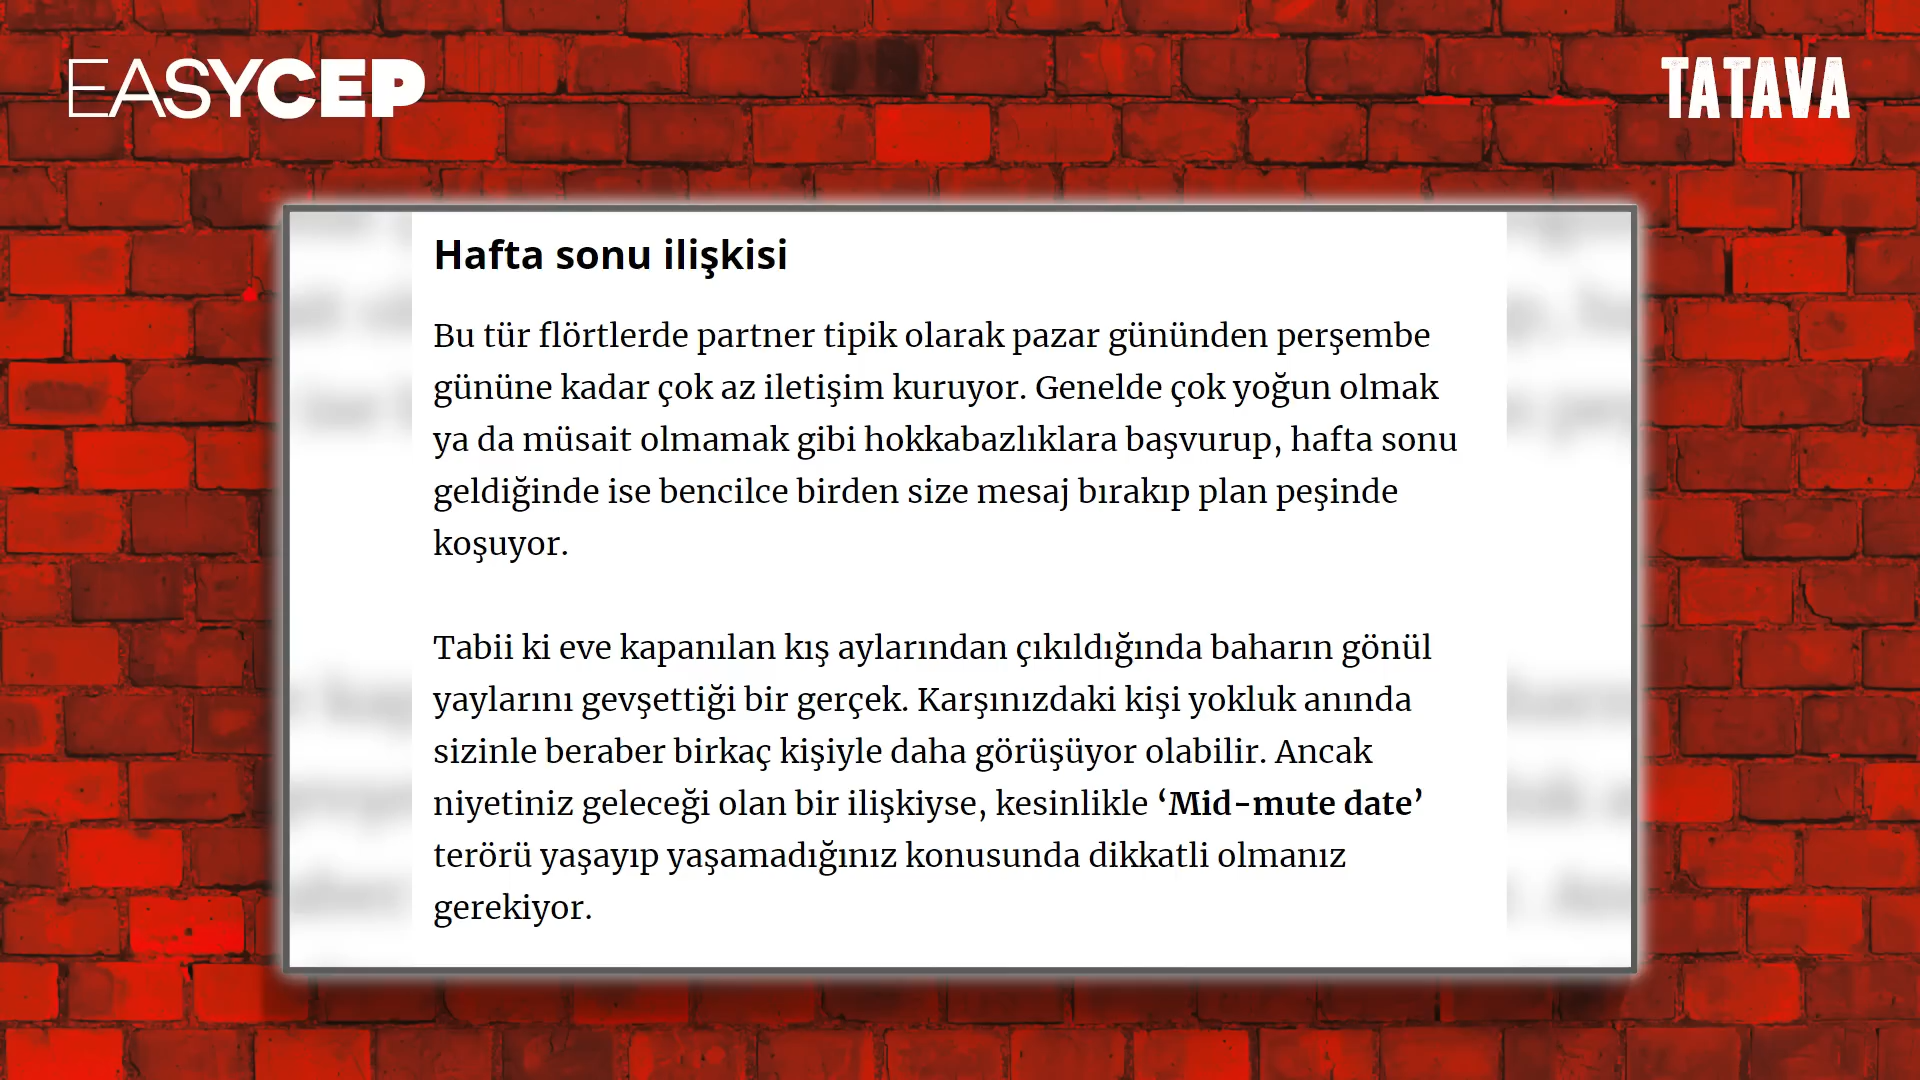 EASYCEP
TATAVA
Hafta sonu ilişkisi
Bu tür flörtlerde partner tipik olarak pazar gününden perşembe
gününe kadar çok az iletişim kuruyor. Genelde çok yoğun olmak
ya da müsait olmamak gibi hokkabazlıklara başvurup, hafta sonu
geldiğinde ise bencilce birden size mesaj bırakıp plan peşinde
koşuyor.
Tabii ki eve kapanılan kış aylarından çıkıldığında baharın gönül
yaylarını gevşettiği bir gerçek. Karşınızdaki kişi yokluk anında
sizinle beraber birkaç kişiyle daha görüşüyor olabilir. Ancak
niyetiniz geleceği olan bir ilişkiyse, kesinlikle ‘Mid-mute date’
terörü yaşayıp yaşamadığınız konusunda dikkatli olmanız
gerekiyor.